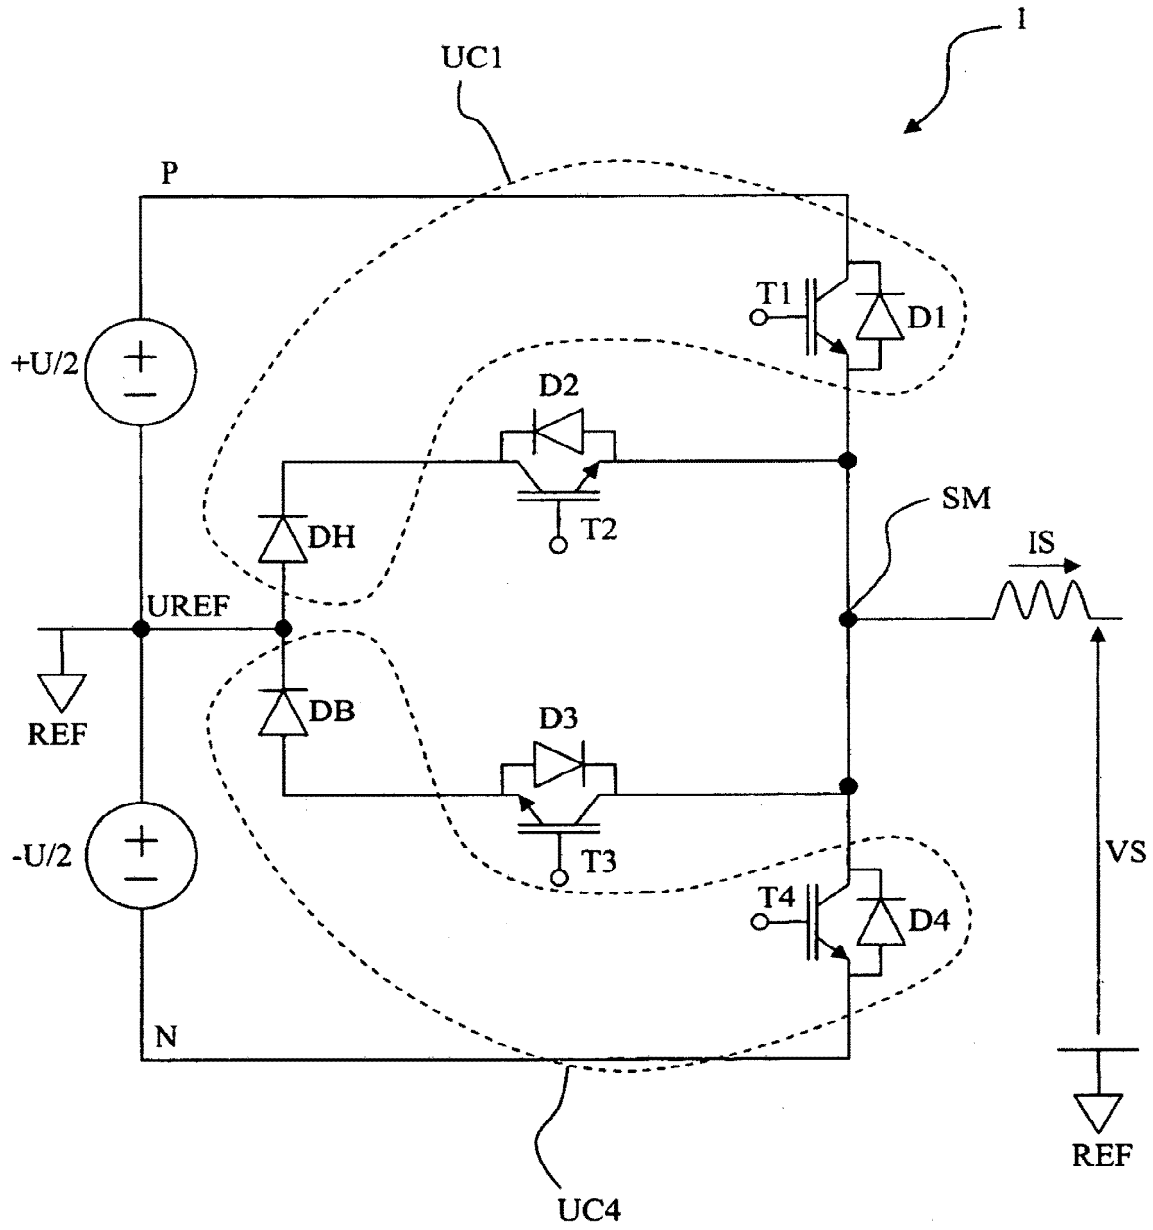 1
UC1
P
T1
D1
+U/2
+
−
D2
T2
DH
SM
IS
UREF
REF
DB
D3
T3
-U/2
+
−
T4
D4
VS
N
REF
UC4